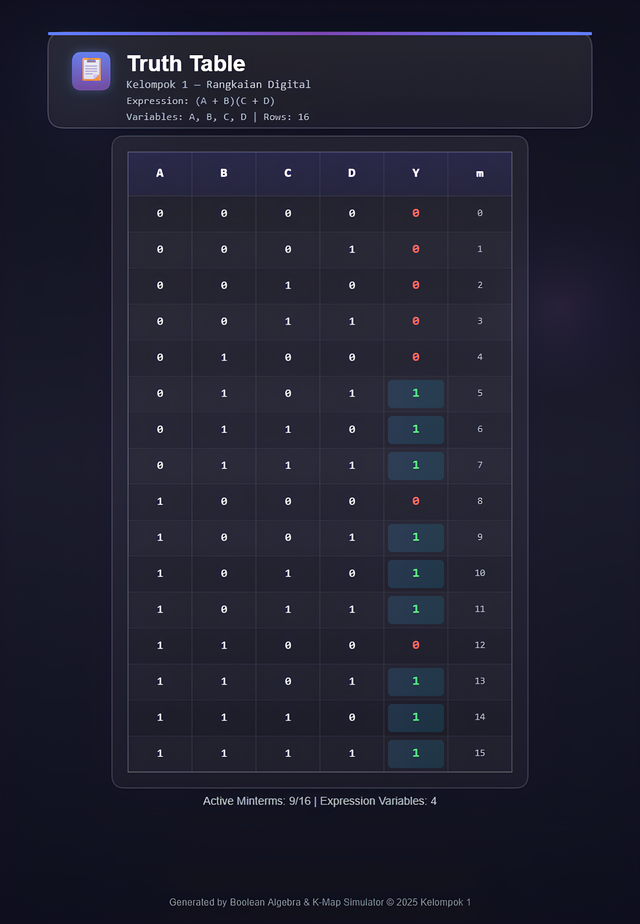 Truth Table
Kelompok 1 — Rangkaian Digital
Expression: (A + B)(C + D)
Variables: A, B, C, D | Rows: 16
A B C D Y m
0 0 0 0 0 0
0 0 0 1 0 1
0 0 1 0 0 2
0 0 1 1 0 3
0 1 0 0 0 4
0 1 0 1 1 5
0 1 1 0 1 6
0 1 1 1 1 7
1 0 0 0 0 8
1 0 0 1 1 9
1 0 1 0 1 10
1 0 1 1 1 11
1 1 0 0 0 12
1 1 0 1 1 13
1 1 1 0 1 14
1 1 1 1 1 15
Active Minterms: 9/16 | Expression Variables: 4
Generated by Boolean Algebra & K-Map Simulator © 2025 Kelompok 1